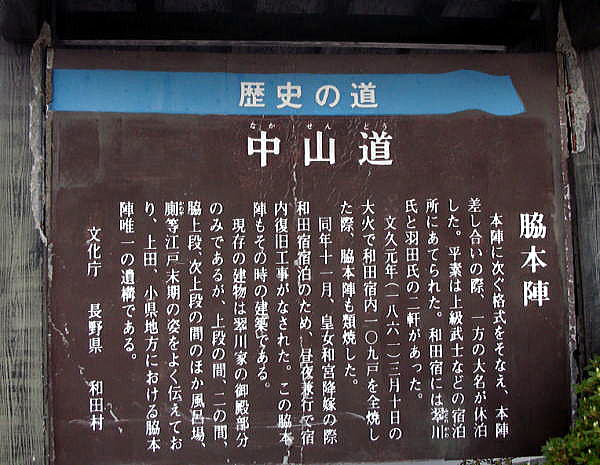 歴史の道
なか せん どう
中山道
脇本陣
本陣に次ぐ格式をそなえ、本陣
差し合いの際、一方の大名が休泊
した。平素は上級武士などの宿泊
所にあてられた。和田宿には翠川
氏と羽田氏の二軒があった。
文久元年(一八六一)三月十日の
大火で和田宿内一〇九戸を全焼し
た際、脇本陣も類焼した。
同年十一月、皇女和宮降嫁の際
和田宿宿泊のため、昼夜兼行で宿
内復旧工事がなされた。この脇本
陣もその時の建築である。
現存の建物は翠川家の御殿部分
のみであるが、上段の間、二の間、
脇上段、次上段の間のほか風呂場、
厠等江戸末期の姿をよく伝えてお
り、上田、小県地方における脇本
陣唯一の遺構である。
文化庁 長野県 和田村